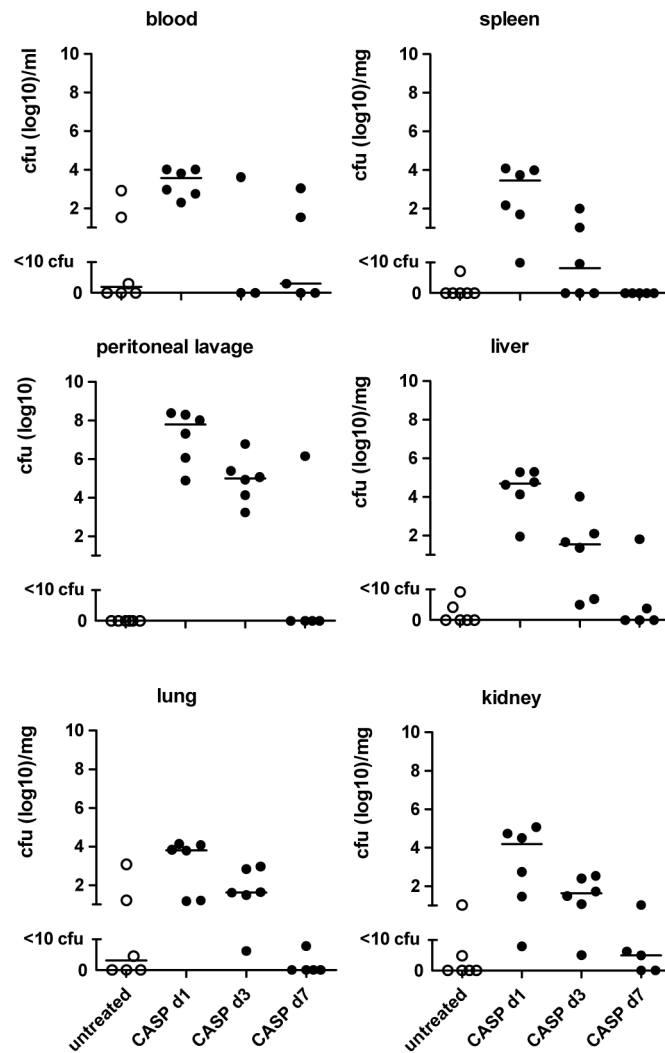 blood
cfu (log10)/ml
10
8
6
4
2
<10 cfu
0
spleen
cfu (log10)/mg
10
8
6
4
2
<10 cfu
0
peritoneal lavage
cfu (log10)
10
8
6
4
2
<10 cfu
0
liver
cfu (log10)/mg
10
8
6
4
2
<10 cfu
0
lung
cfu (log10)/mg
10
8
6
4
2
<10 cfu
0
untreated
CASP d1
CASP d3
CASP d7
kidney
cfu (log10)/mg
10
8
6
4
2
<10 cfu
0
untreated
CASP d1
CASP d3
CASP d7